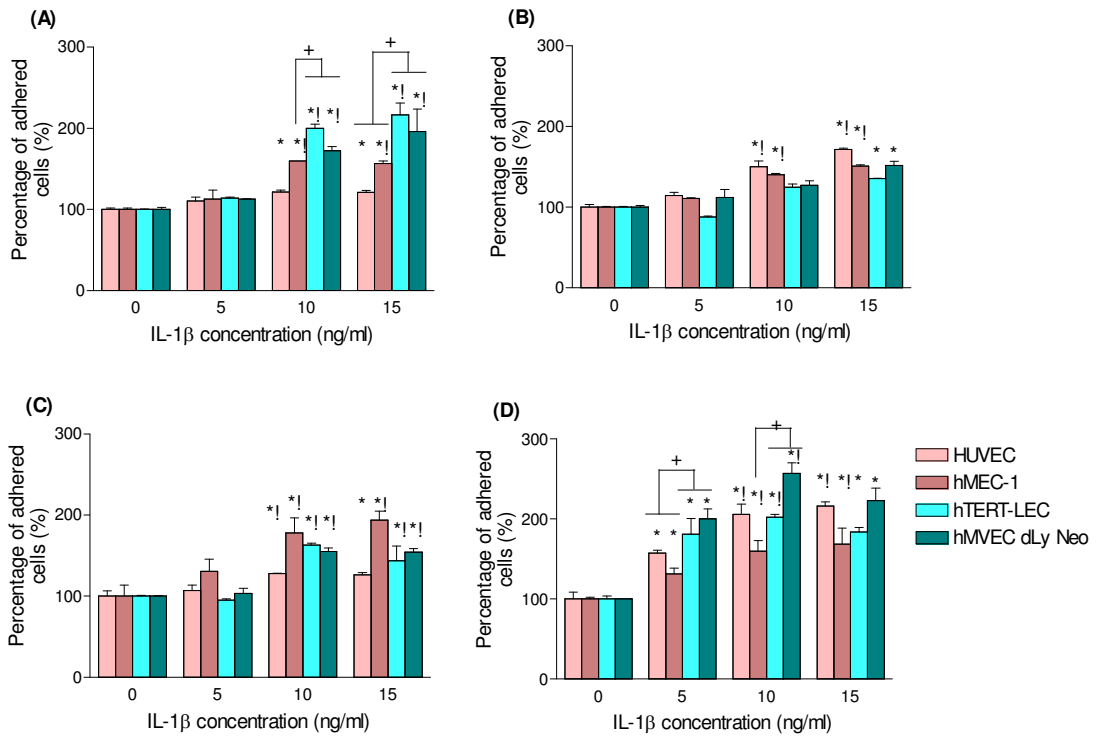 (A)
Percentage of adhered
cells (%)
300
200
100
0
+
+
* *! *! *!
* *! *! *!
0 5 10 15
IL-1β concentration (ng/ml)
(B)
Percentage of adhered
cells (%)
300
200
100
0
*! *!
*! *! * *
0 5 10 15
IL-1β concentration (ng/ml)
(C)
Percentage of adhered
cells (%)
300
200
100
0
*! *! *! *!
* *! *! *!
0 5 10 15
IL-1β concentration (ng/ml)
(D)
Percentage of adhered
cells (%)
300
200
100
0
+
+
* * * *
*! *! *! *!
*! *! * *
0 5 10 15
IL-1β concentration (ng/ml)
HUVEC
hMEC-1
hTERT-LEC
hMVEC dLy Neo